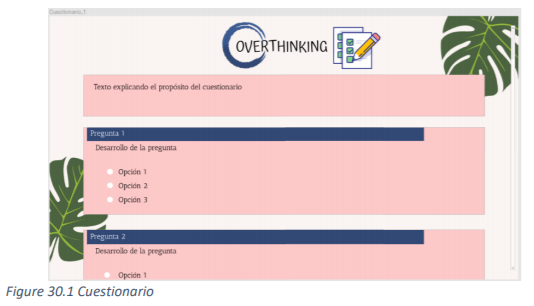 Cuestionario_1
OVERTHINKING
Texto explicando el propósito del cuestionario
Pregunta 1
Desarrollo de la pregunta
Opción 1
Opción 2
Opción 3
Pregunta 2
Desarrollo de la pregunta
Opción 1
Figure 30.1 Cuestionario